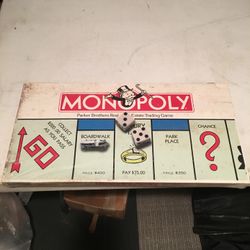 MONOPOLY
Parker Brothers Real Estate Trading Game
COLLECT
$200.00 SALARY
AS YOU PASS
GO
BOARDWALK
PRICE $400
PAY $75.00
PARK
PLACE
PRICE $350
CHANCE
?